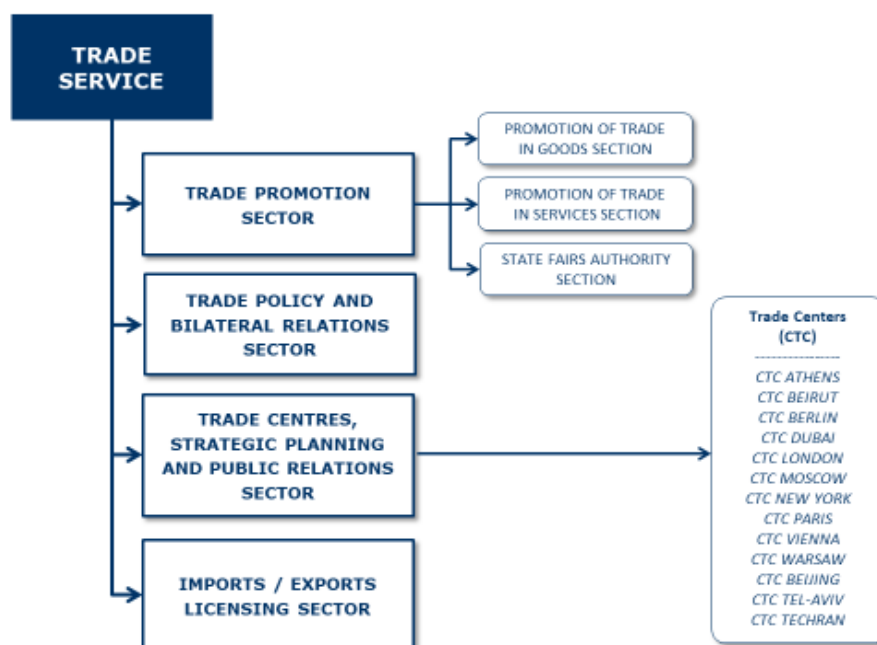 TRADE
SERVICE
TRADE PROMOTION
SECTOR
PROMOTION OF TRADE
IN GOODS SECTION
PROMOTION OF TRADE
IN SERVICES SECTION
STATE FAIRS AUTHORITY
SECTION
TRADE POLICY AND
BILATERAL RELATIONS
SECTOR
TRADE CENTRES,
STRATEGIC PLANNING
AND PUBLIC RELATIONS
SECTOR
Trade Centers
(CTC)
----------------
CTC ATHENS
CTC BEIRUT
CTC BERLIN
CTC DUBAI
CTC LONDON
CTC MOSCOW
CTC NEW YORK
CTC PARIS
CTC VIENNA
CTC WARSAW
CTC BEIJING
CTC TEL-AVIV
CTC TECHRAN
IMPORTS / EXPORTS
LICENSING SECTOR